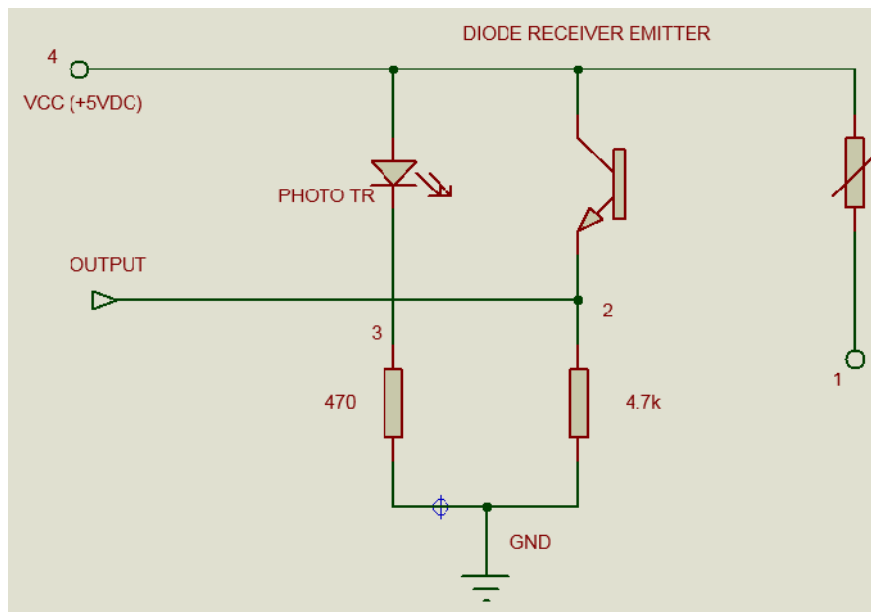 DIODE RECEIVER EMITTER
4
VCC (+5VDC)
PHOTO TR
OUTPUT
2
3
1
470
4.7k
GND